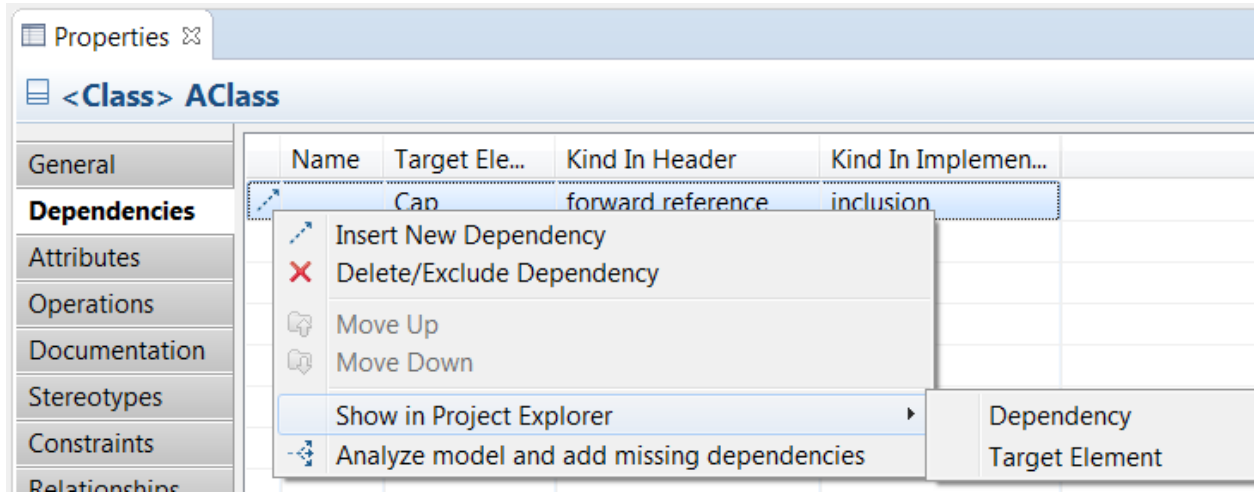 Properties
<Class> AClass
General
Dependencies
Attributes
Operations
Documentation
Stereotypes
Constraints
Relationships
Name Target Ele... Kind In Header Kind In Implemen...
Cap forward reference inclusion
Insert New Dependency
Delete/Exclude Dependency
Move Up
Move Down
Show in Project Explorer
Analyze model and add missing dependencies
Dependency
Target Element